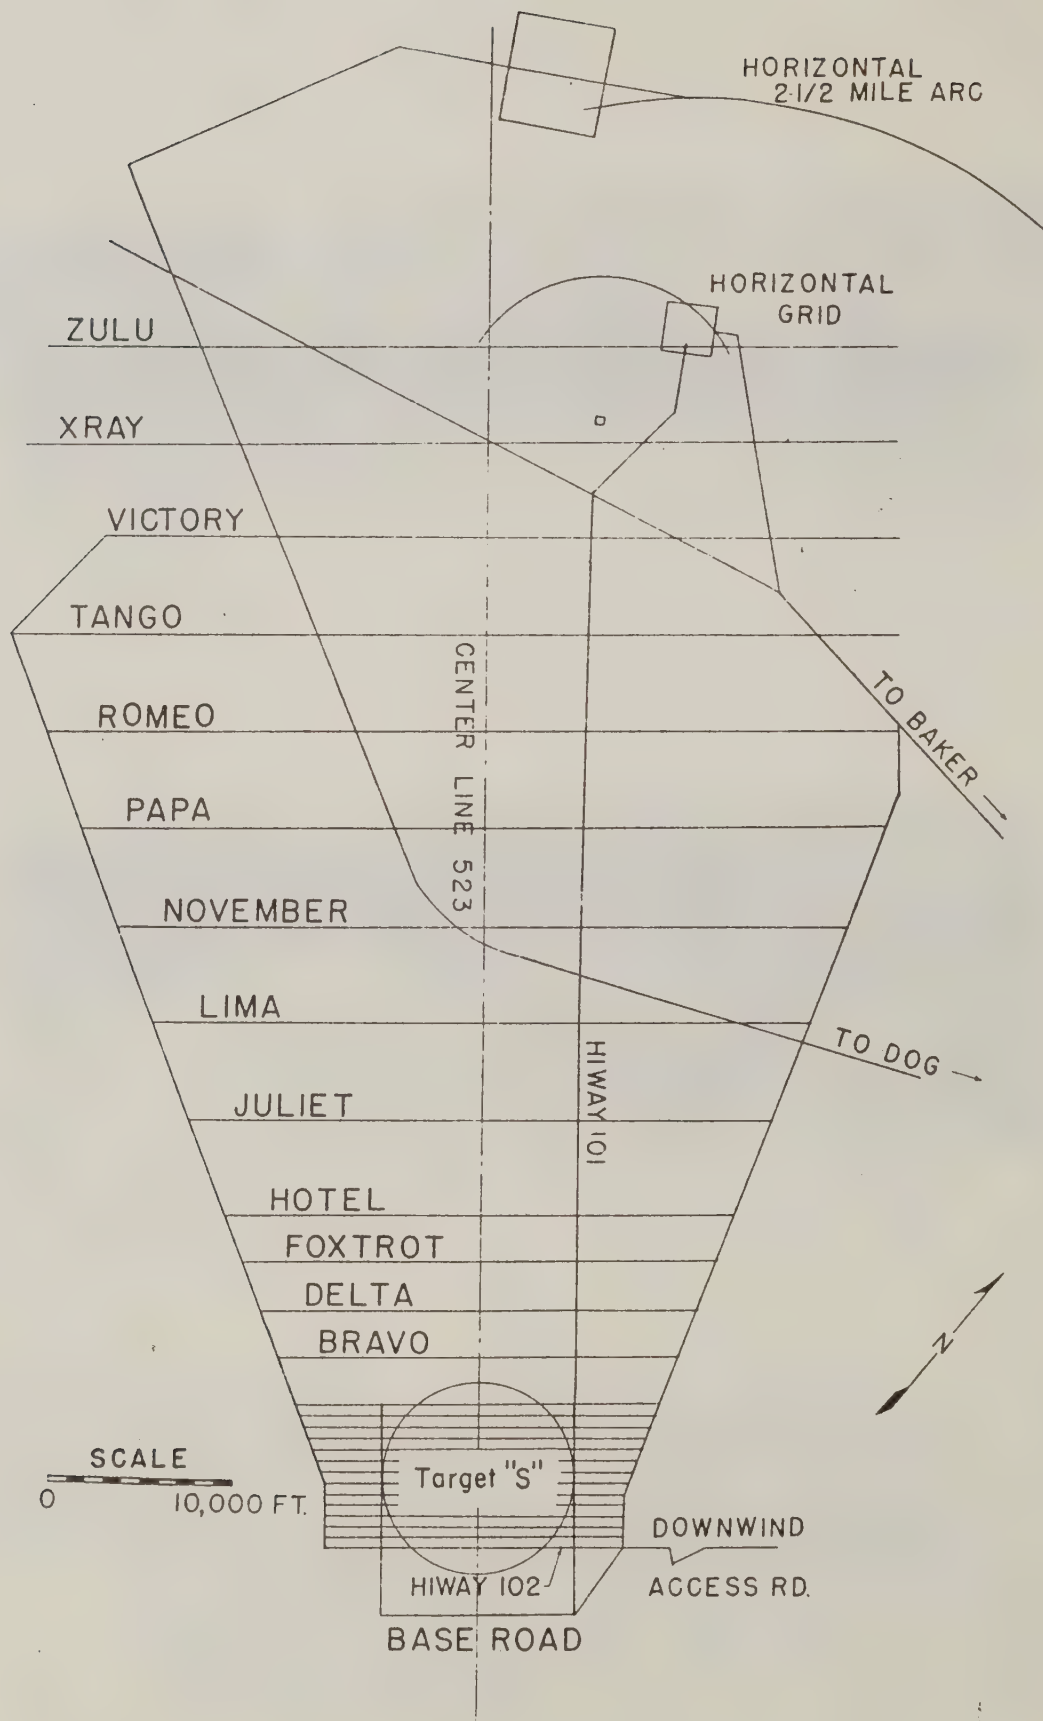 HORIZONTAL
2-1/2 MILE ARC
HORIZONTAL
GRID
ZULU
XRAY
VICTORY
TANGO
CENTER LINE 523
TO BAKER
ROMEO
PAPA
NOVEMBER
LIMA
TO DOG
HIWAY 101
JULIET
HOTEL
FOXTROT
DELTA
BRAVO
N
SCALE
0 10,000 FT.
Target "S"
DOWNWIND
HIWAY 102
ACCESS RD.
BASE ROAD